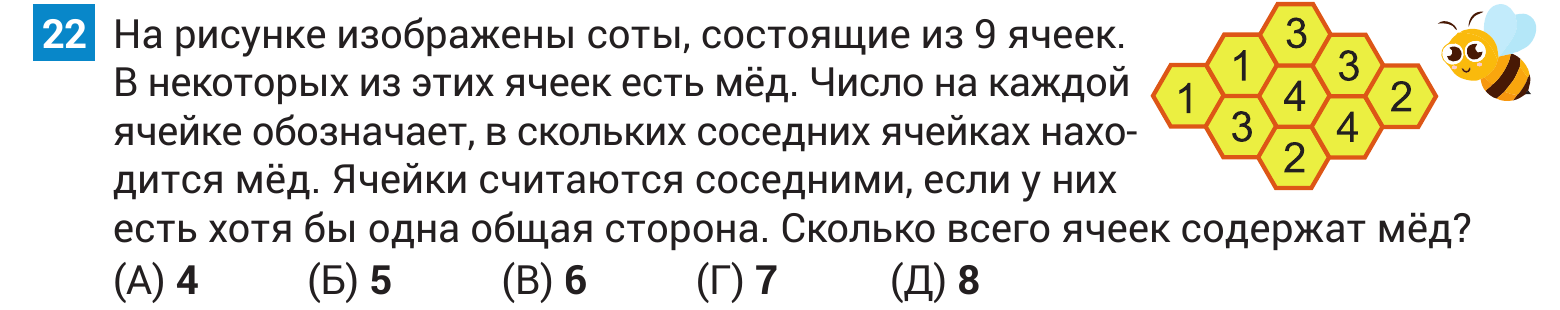 22 На рисунке изображены соты, состоящие из 9 ячеек.
В некоторых из этих ячеек есть мёд. Число на каждой
ячейке обозначает, в скольких соседних ячейках нахо-
дится мёд. Ячейки считаются соседними, если у них
есть хотя бы одна общая сторона. Сколько всего ячеек содержат мёд?
(А) 4 (Б) 5 (В) 6 (Г) 7 (Д) 8
3
1 3
1 4 2
3 4
2